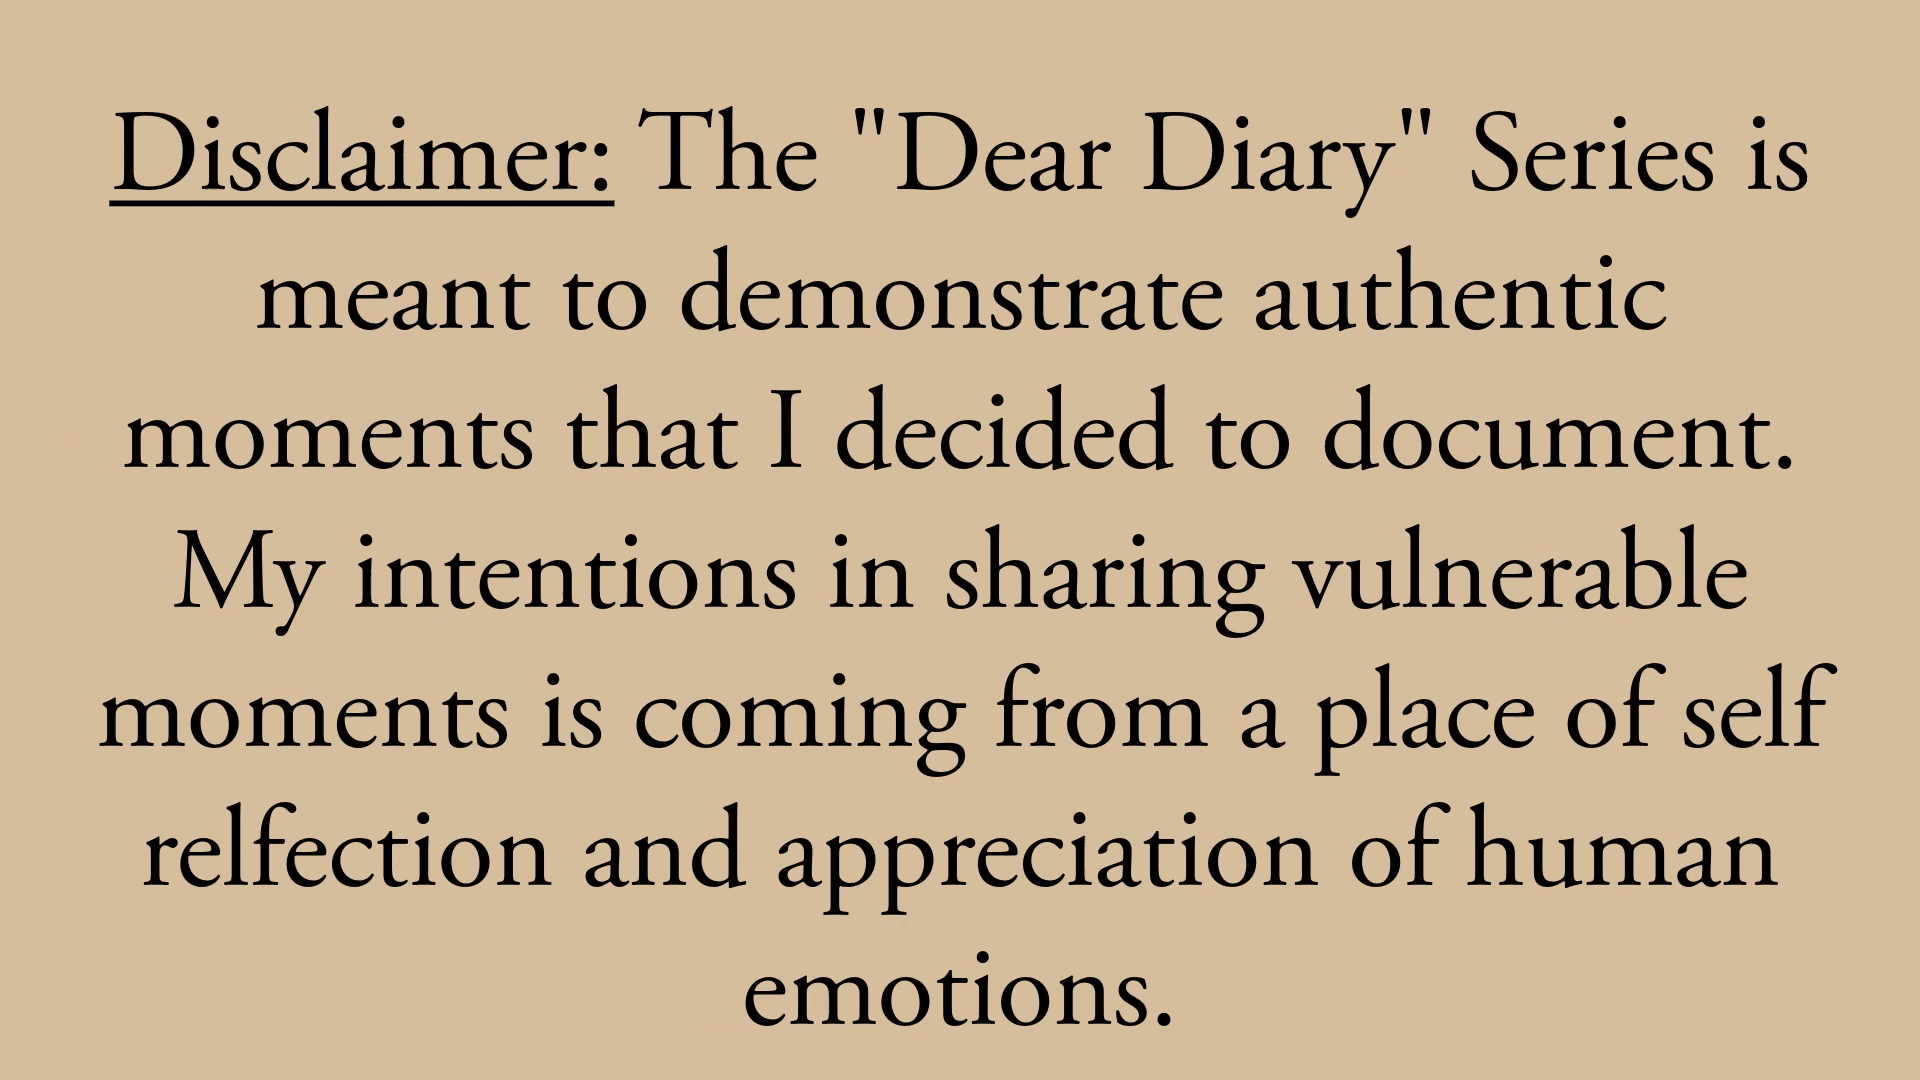 Disclaimer: The "Dear Diary" Series is
meant to demonstrate authentic
moments that I decided to document.
My intentions in sharing vulnerable
moments is coming from a place of self
relfection and appreciation of human
emotions.